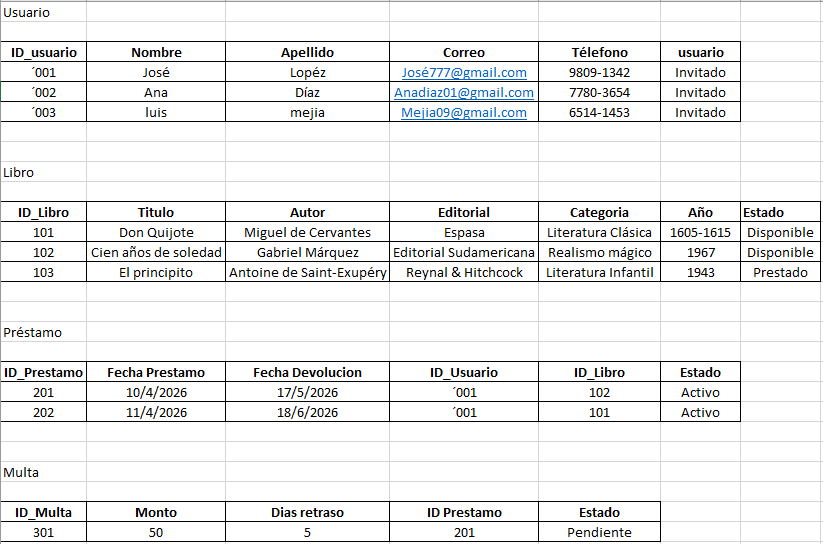 Usuario
ID_usuario Nombre Apellido Correo Télefono usuario
´001 José Lopéz José777@gmail.com 9809-1342 Invitado
´002 Ana Díaz Anadiaz01@gmail.com 7780-3654 Invitado
´003 luis mejia Mejia09@gmail.com 6514-1453 Invitado
Libro
ID_Libro Titulo Autor Editorial Categoria Año Estado
101 Don Quijote Miguel de Cervantes Espasa Literatura Clásica 1605-1615 Disponible
102 Cien años de soledad Gabriel Márquez Editorial Sudamericana Realismo mágico 1967 Disponible
103 El principito Antoine de Saint-Exupéry Reynal & Hitchcock Literatura Infantil 1943 Prestado
Préstamo
ID_Prestamo Fecha Prestamo Fecha Devolucion ID_Usuario ID_Libro Estado
201 10/4/2026 17/5/2026 ´001 102 Activo
202 11/4/2026 18/6/2026 ´001 101 Activo
Multa
ID_Multa Monto Dias retraso ID Prestamo Estado
301 50 5 201 Pendiente